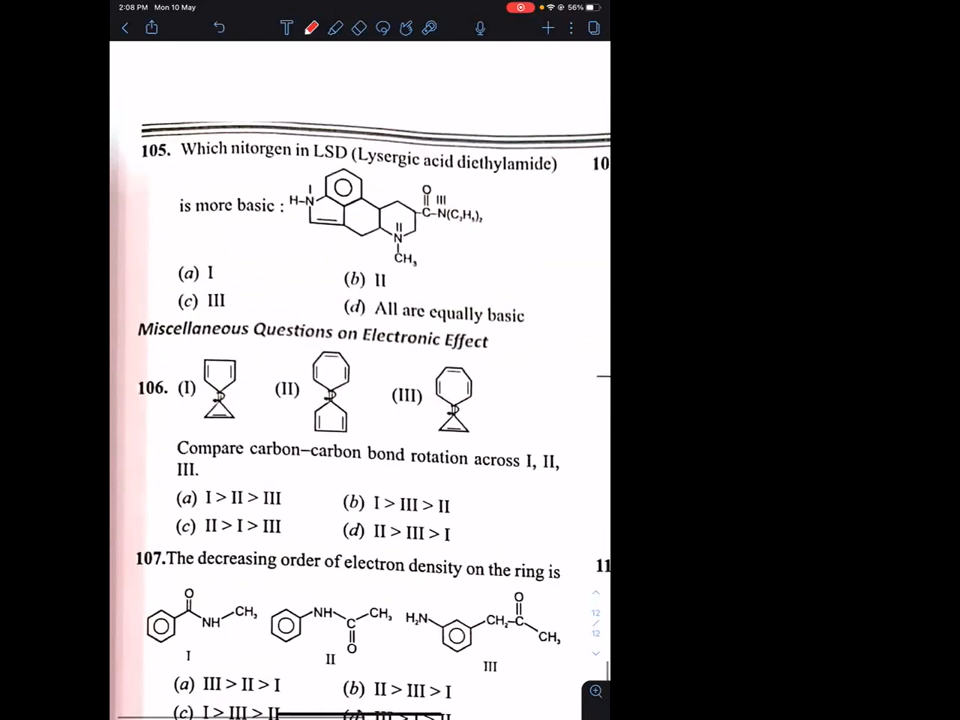 2:08 PM Mon 10 May
56%
105. Which nitorgen in LSD (Lysergic acid diethylamide)
10
is more basic :
I
H–N
O
III
C–N(C₂H₅)₂
II
N
CH₃
(a) I
(b) II
(c) III
(d) All are equally basic
Miscellaneous Questions on Electronic Effect
106. (I)
(II)
(III)
Compare carbon–carbon bond rotation across I, II,
III.
(a) I > II > III
(b) I > III > II
(c) II > I > III
(d) II > III > I
107.The decreasing order of electron density on the ring is
11
O
NH
CH₃
I
NH
C
CH₃
O
II
H₂N
CH₂–C
O
CH₃
III
(a) III > II > I
(b) II > III > I
(c) I > III > II
12
/
12